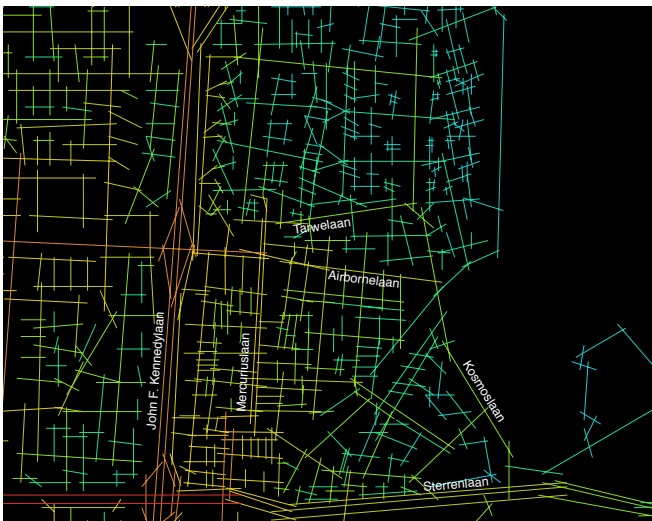 Tarwelaan
Airbornelaan
John F. Kennedylaan
Mercuriuslaan
Kosmoslaan
Sterrenlaan